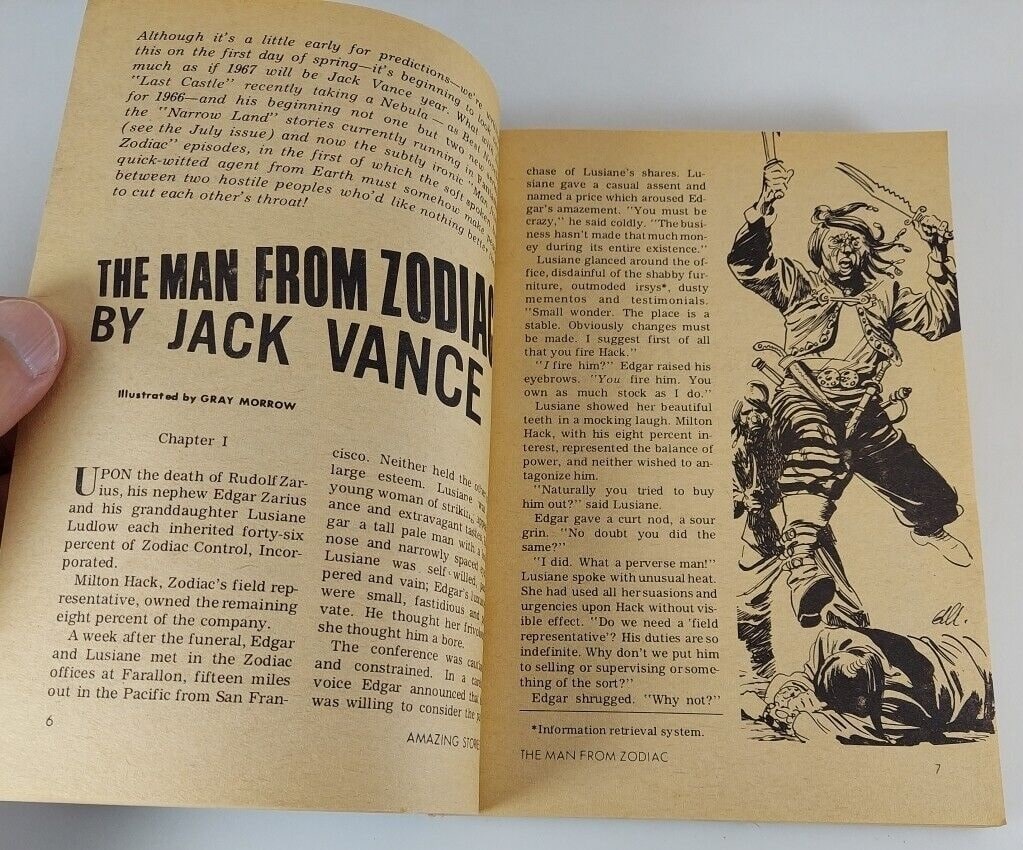 Although it's a little early for predictions—we're
this on the first day of spring—it's beginning to look
much as if 1967 will be Jack Vance year. What
"Last Castle" recently taking a Nebula—as Best
for 1966—and his beginning not one but two new
the "Narrow Land" stories currently running in
(see the July issue) and now the subtly ironic "Man
Zodiac" episodes, in the first of which the soft spoken
quick-witted agent from Earth must somehow make
between two hostile peoples who'd like nothing better
to cut each other's throat!
THE MAN FROM ZODIAC
BY JACK VANCE
Illustrated by GRAY MORROW
Chapter I
UPON the death of Rudolf Zar-
ius, his nephew Edgar Zarius
and his granddaughter Lusiane
Ludlow each inherited forty-six
percent of Zodiac Control, Incor-
porated.
Milton Hack, Zodiac's field rep-
resentative, owned the remaining
eight percent of the company.
A week after the funeral, Edgar
and Lusiane met in the Zodiac
offices at Farallon, fifteen miles
out in the Pacific from San Fran-
cisco. Neither held the
large esteem. Lusiane was
young woman of striking
ance and extravagant
gar a tall pale man with a
nose and narrowly spaced
Lusiane was self-willed,
pered and vain; Edgar's
were small, fastidious and
vate. He thought her
she thought him a bore.
The conference was
and constrained. In a
voice Edgar announced
was willing to consider the
6
AMAZING
chase of Lusiane's shares. Lu-
siane gave a casual assent and
named a price which aroused Ed-
gar's amazement. "You must be
crazy," he said coldly. "The busi-
ness hasn't made that much mon-
ey during its entire existence."
Lusiane glanced around the of-
fice, disdainful of the shabby fur-
niture, outmoded irsys*, dusty
mementos and testimonials.
"Small wonder. The place is a
stable. Obviously changes must
be made. I suggest first of all
that you fire Hack."
"I fire him?" Edgar raised his
eyebrows. "You fire him. You
own as much stock as I do."
Lusiane showed her beautiful
teeth in a mocking laugh. Milton
Hack, with his eight percent in-
terest, represented the balance of
power, and neither wished to an-
tagonize him.
"Naturally you tried to buy
him out?" said Lusiane.
Edgar gave a curt nod, a sour
grin. "No doubt you did the
same?"
"I did. What a perverse man!"
Lusiane spoke with unusual heat.
She had used all her suasions and
urgencies upon Hack without vis-
ible effect. "Do we need a 'field
representative'? His duties are so
indefinite. Why don't we put him
to selling or supervising or some-
thing of the sort?"
Edgar shrugged. "Why not?"
*Information retrieval system.
THE MAN FROM ZODIAC
7